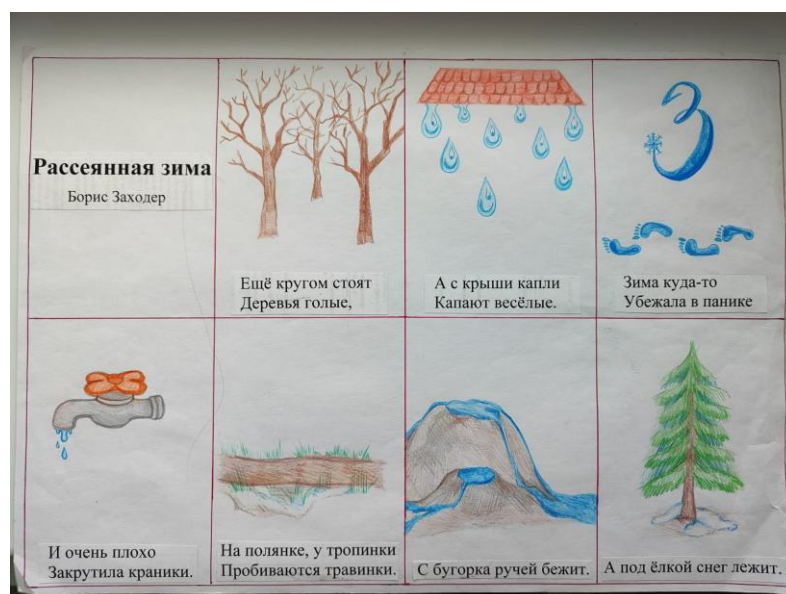 Рассеянная зима
Борис Заходер
Ещё кругом стоят
Деревья голые,
А с крыши капли
Капают весёлые.
З
Зима куда-то
Убежала в панике
И очень плохо
Закрутила краники.
На полянке, у тропинки
Пробиваются травинки.
С бугорка ручей бежит.
А под ёлкой снег лежит.